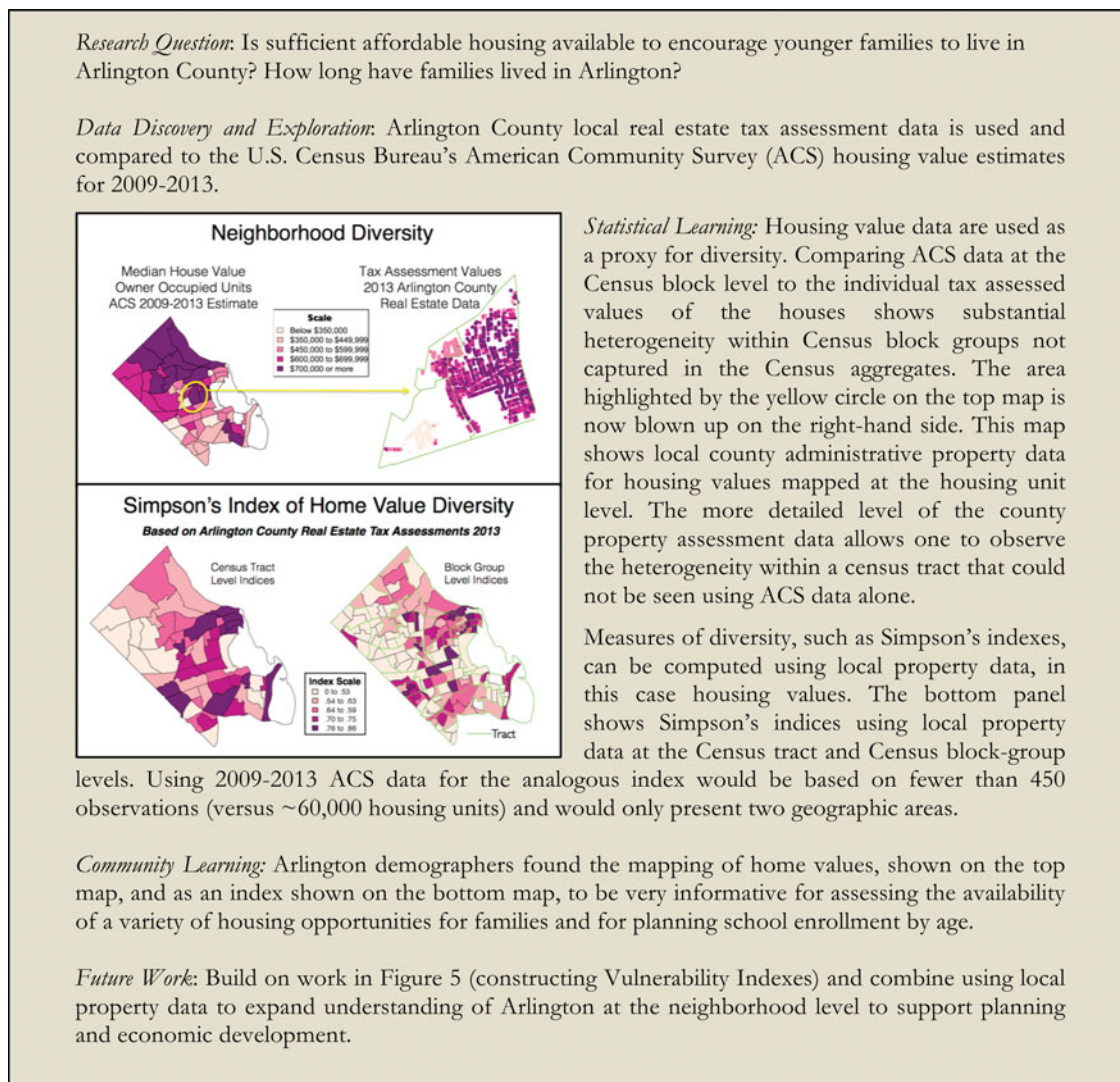 Research Question: Is sufficient affordable housing available to encourage younger families to live in
Arlington County? How long have families lived in Arlington?
Data Discovery and Exploration: Arlington County local real estate tax assessment data is used and
compared to the U.S. Census Bureau's American Community Survey (ACS) housing value estimates
for 2009-2013.
Neighborhood Diversity
Median House Value
Owner Occupied Units
ACS 2009-2013 Estimate
Tax Assessment Values
2013 Arlington County
Real Estate Data
Scale
Below $350,000
$350,000 to $449,999
$450,000 to $599,999
$600,000 to $699,999
$700,000 or more
Simpson's Index of Home Value Diversity
Based on Arlington County Real Estate Tax Assessments 2013
Census Tract
Level Indices
Block Group
Level Indices
Index Scale
0 to .53
.54 to .63
.64 to .59
.70 to .75
.76 to .86
Tract
Statistical Learning: Housing value data are used as
a proxy for diversity. Comparing ACS data at the
Census block level to the individual tax assessed
values of the houses shows substantial
heterogeneity within Census block groups not
captured in the Census aggregates. The area
highlighted by the yellow circle on the top map is
now blown up on the right-hand side. This map
shows local county administrative property data
for housing values mapped at the housing unit
level. The more detailed level of the county
property assessment data allows one to observe
the heterogeneity within a census tract that could
not be seen using ACS data alone.
Measures of diversity, such as Simpson's indexes,
can be computed using local property data, in
this case housing values. The bottom panel
shows Simpson's indices using local property
data at the Census tract and Census block-group
levels. Using 2009-2013 ACS data for the analogous index would be based on fewer than 450
observations (versus ~60,000 housing units) and would only present two geographic areas.
Community Learning: Arlington demographers found the mapping of home values, shown on the top
map, and as an index shown on the bottom map, to be very informative for assessing the availability
of a variety of housing opportunities for families and for planning school enrollment by age.
Future Work: Build on work in Figure 5 (constructing Vulnerability Indexes) and combine using local
property data to expand understanding of Arlington at the neighborhood level to support planning
and economic development.